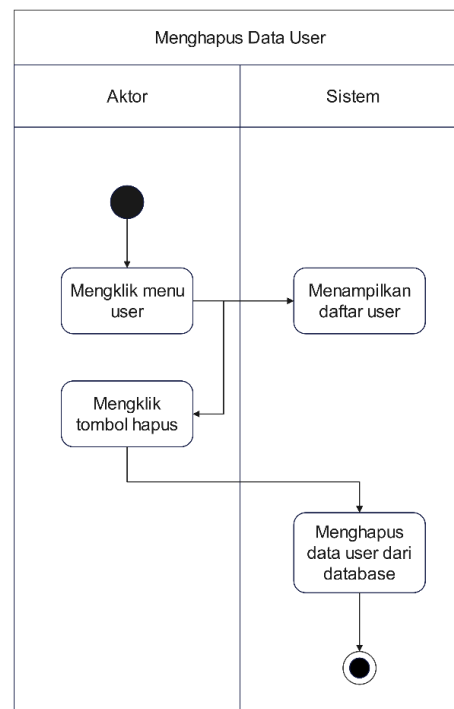 Menghapus Data User
Aktor
Sistem
Mengklik menu
user
Menampilkan
daftar user
Mengklik
tombol hapus
Menghapus
data user dari
database